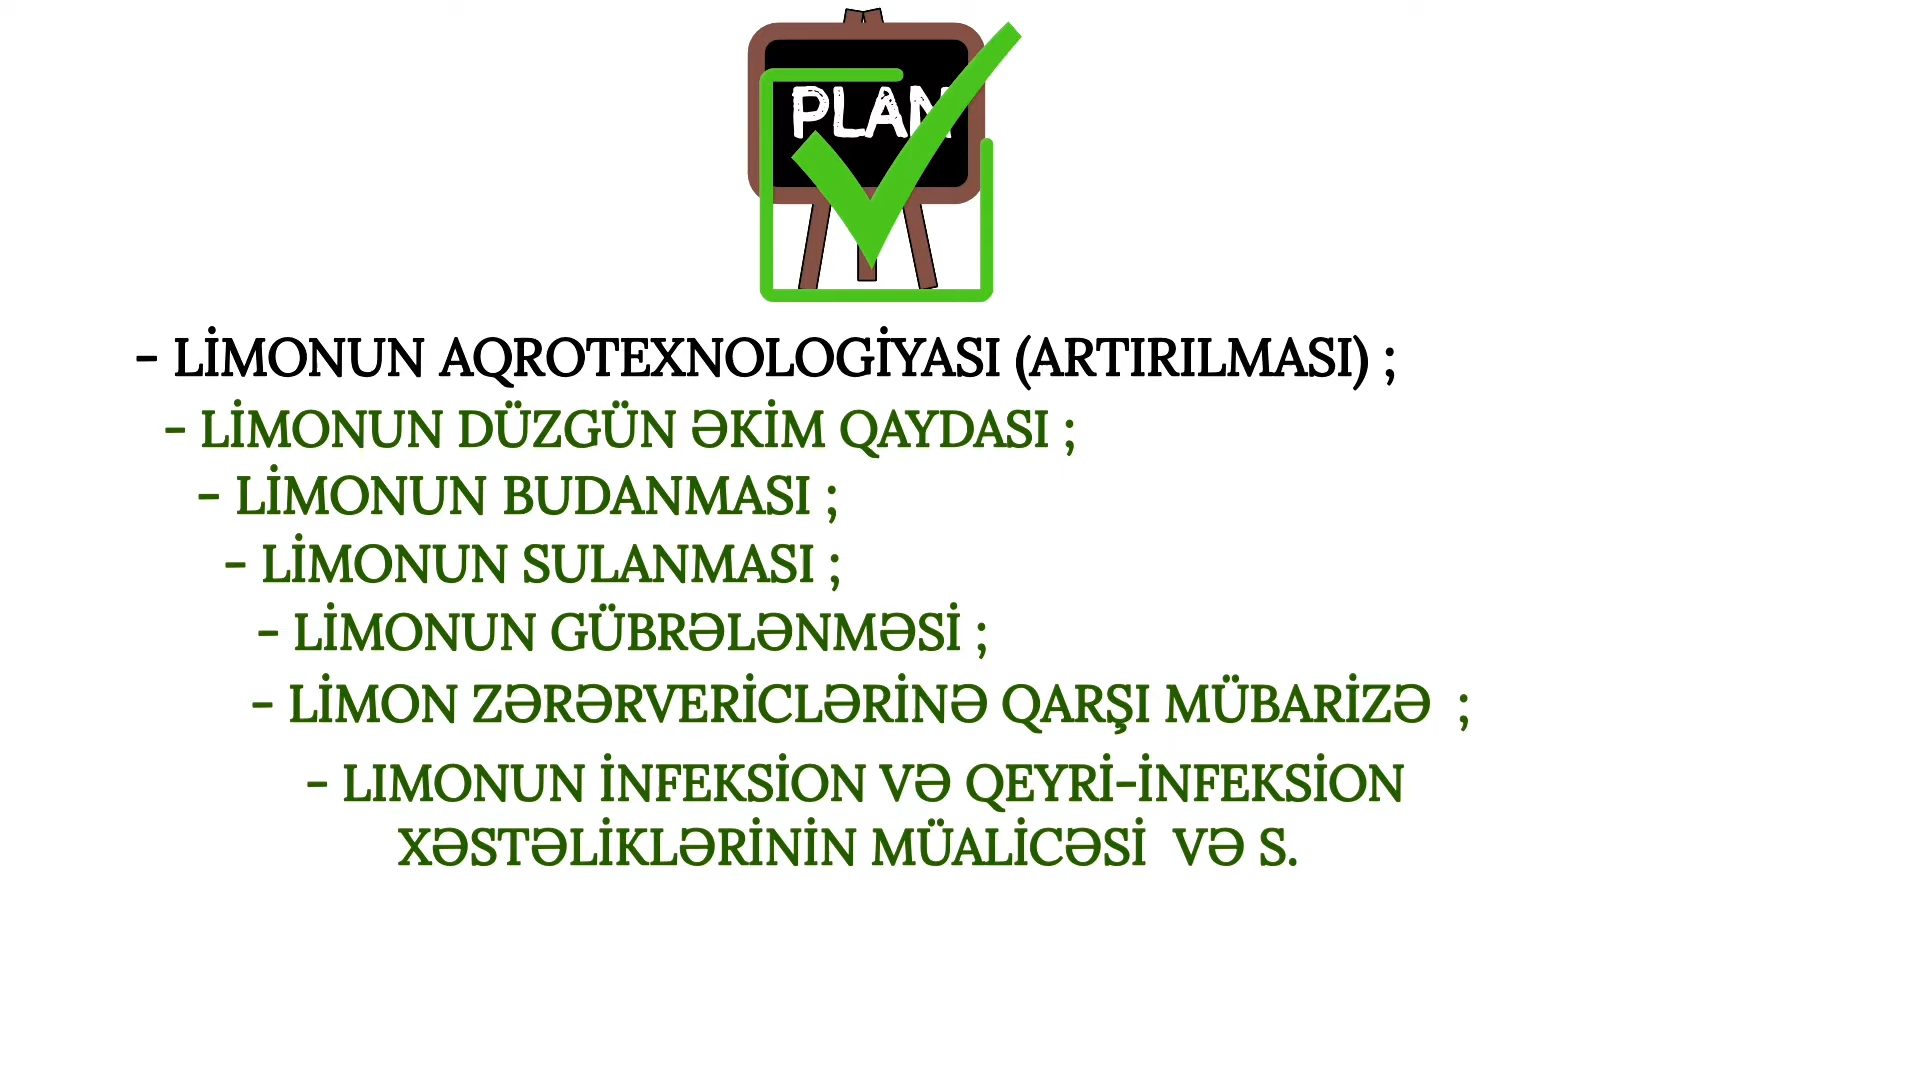 PLAN
- LİMONUN AQROTEXNOLOGİYASI (ARTIRILMASI) ;
- LİMONUN DÜZGÜN ƏKİM QAYDASI ;
- LİMONUN BUDANMASI ;
- LİMONUN SULANMASI ;
- LİMONUN GÜBRƏLƏNMƏSİ ;
- LİMON ZƏRƏRVERİCLƏRİNƏ QARŞI MÜBARİZƏ ;
- LIMONUN İNFEKSİON VƏ QEYRİ-İNFEKSİON
XƏSTƏLİKLƏRİNİN MÜALİCƏSİ VƏ S.